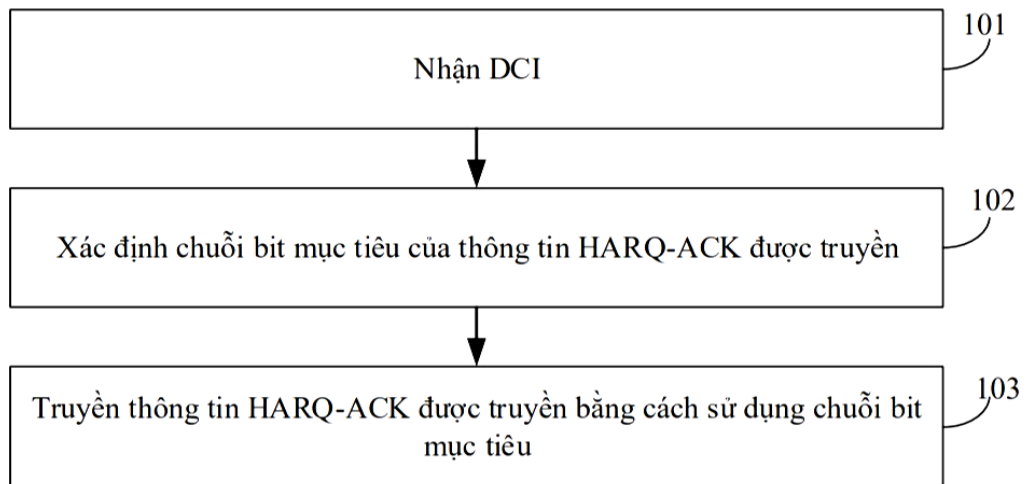 101
Nhận DCI
102
Xác định chuỗi bit mục tiêu của thông tin HARQ-ACK được truyền
103
Truyền thông tin HARQ-ACK được truyền bằng cách sử dụng chuỗi bit
mục tiêu